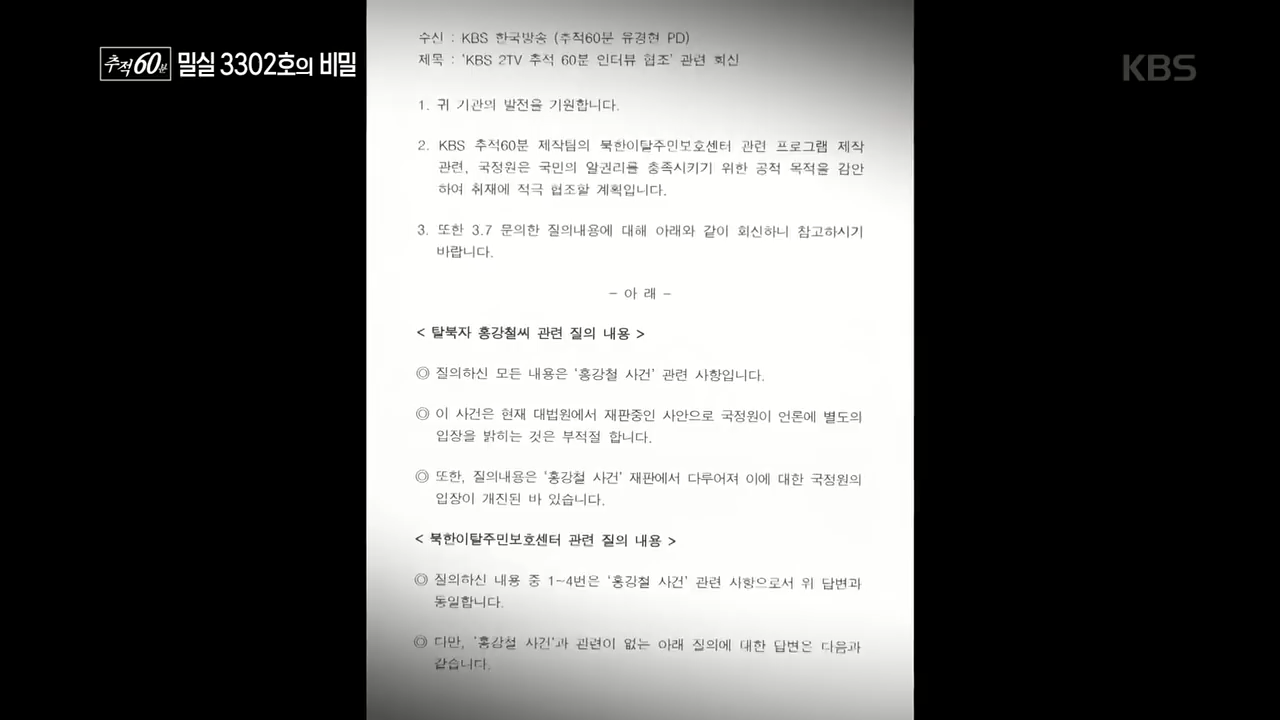 추적60분 밀실 3302호의 비밀
KBS
수신 : KBS 한국방송 (추적60분 유경현 PD)
제목 : 'KBS 2TV 추석 60분 인터뷰 협조' 관련 회신
1. 귀 기관의 발전을 기원합니다.
2. KBS 추적60분 제작팀의 북한이탈주민보호센터 관련 프로그램 제작
관련, 국정원은 국민의 알권리를 충족시키기 위한 공적 목적을 감안
하여 취재에 적극 협조할 계획입니다.
3. 또한 3.7 문의한 질의내용에 대해 아래와 같이 회신하니 참고하시기
바랍니다.
- 아 래 -
< 탈북자 홍강철씨 관련 질의 내용 >
◎ 질의하신 모든 내용은 '홍강철 사건' 관련 사항입니다.
◎ 이 사건은 현재 대법원에서 재판중인 사안으로 국정원이 언론에 별도의
입장을 밝히는 것은 부적절 합니다.
◎ 또한, 질의내용은 '홍강철 사건' 재판에서 다루어져 이에 대한 국정원의
입장이 개진된 바 있습니다.
< 북한이탈주민보호센터 관련 질의 내용 >
◎ 질의하신 내용 중 1~4번은 '홍강철 사건' 관련 사항으로서 위 답변과
동일합니다.
◎ 다만, '홍강철 사건'과 관련이 없는 아래 질의에 대한 답변은 다음과
같습니다.